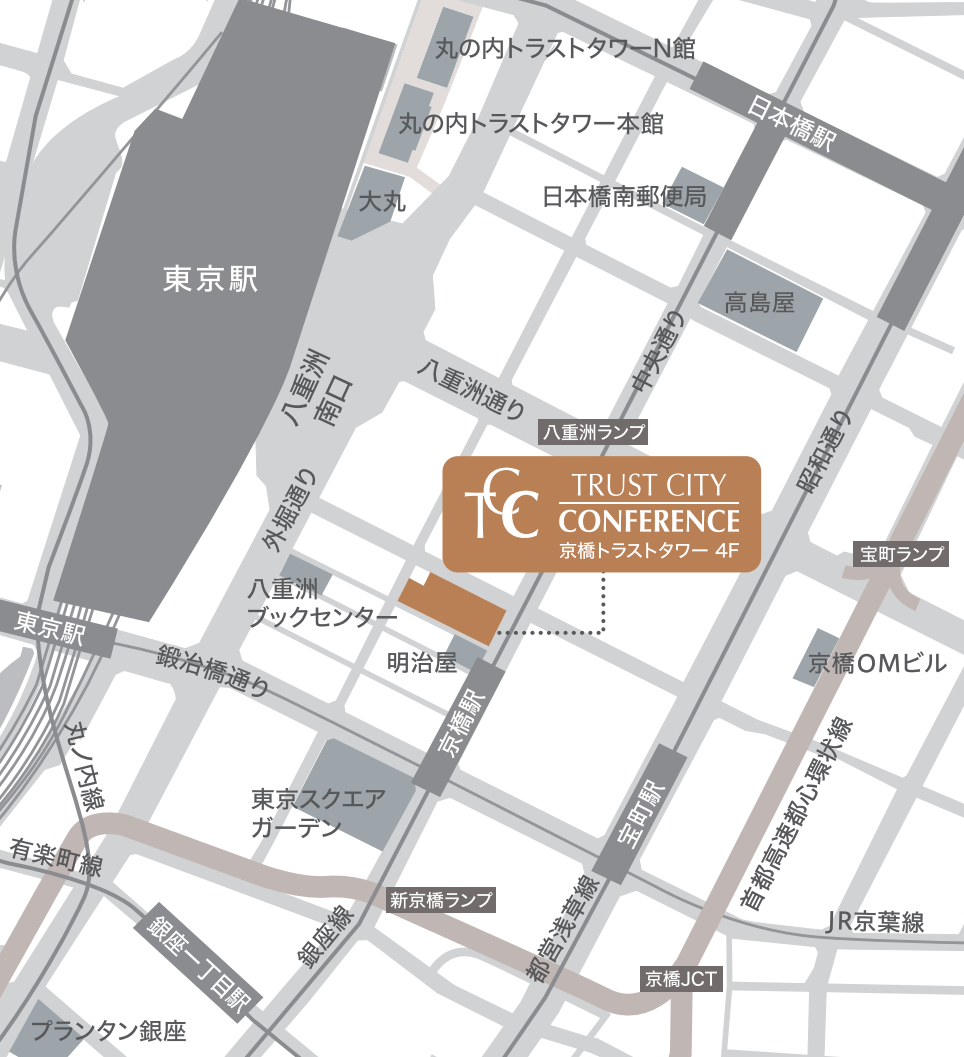 丸の内トラストタワーN館
日本橋駅
丸の内トラストタワー本館
日本橋南郵便局
大丸
東京駅
高島屋
中央通り
八重洲
南口
八重洲通り
八重洲ランプ
昭和通り
外堀通り
TCC
TRUST CITY
CONFERENCE
京橋トラストタワー 4F
宝町ランプ
八重洲
ブックセンター
東京駅
鍛冶橋通り
明治屋
京橋OMビル
京橋駅
丸ノ内線
首都高速都心環状線
東京スクエア
ガーデン
宝町駅
有楽町線
新京橋ランプ
銀座線
都営浅草線
JR京葉線
銀座一丁目駅
京橋JCT
プランタン銀座